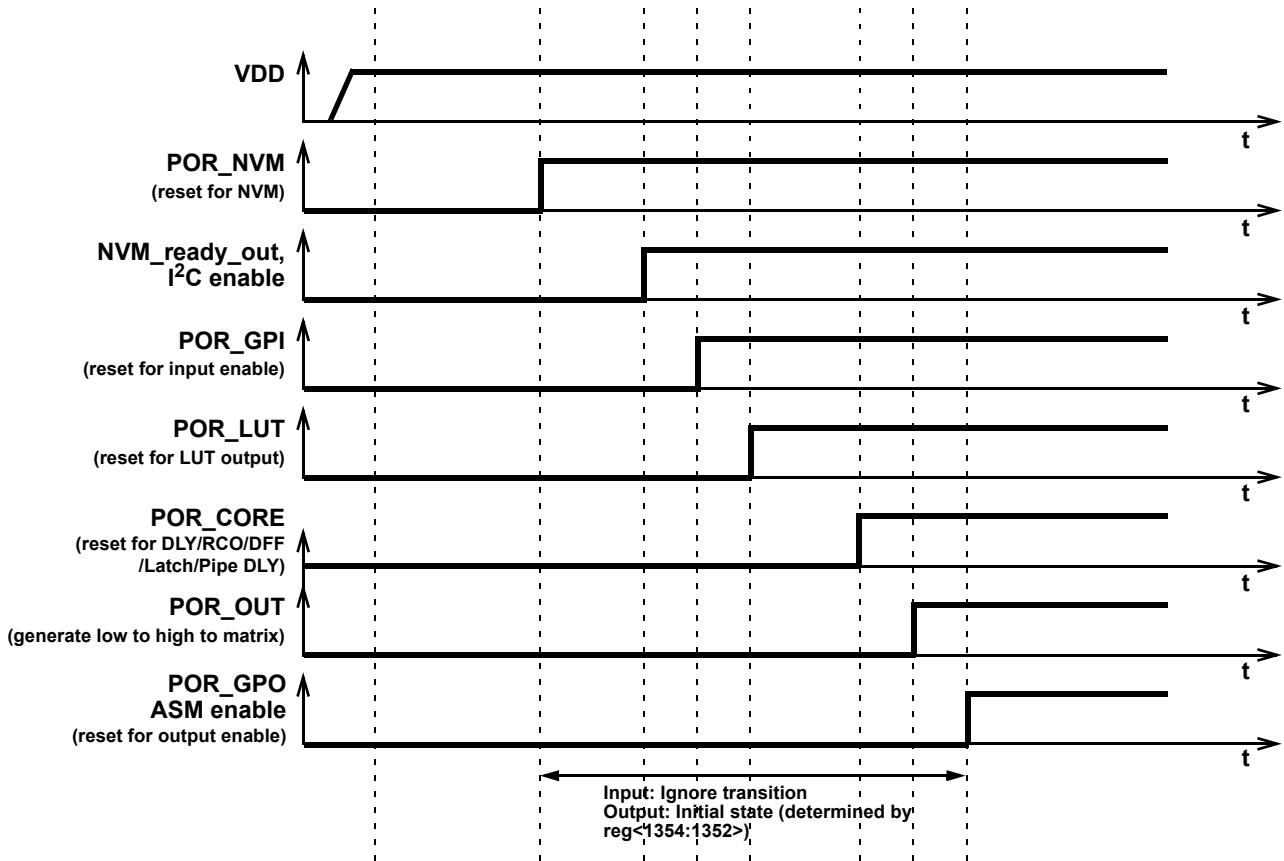 VDD
t
POR_NVM
(reset for NVM)
t
NVM_ready_out,
I²C enable
t
POR_GPI
(reset for input enable)
t
POR_LUT
(reset for LUT output)
t
POR_CORE
(reset for DLY/RCO/DFF
/Latch/Pipe DLY)
t
POR_OUT
(generate low to high to matrix)
t
POR_GPO
ASM enable
(reset for output enable)
t
Input: Ignore transition
Output: Initial state (determined by
reg<1354:1352>)